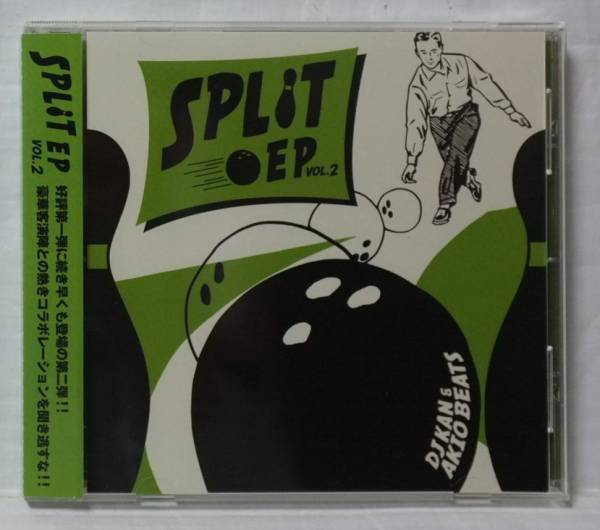 SPLIT EP
VOL.2
好評第一弾に続き早くも登場の第二弾!!
豪華客演陣との熱きコラボレーションを聞き逃すな!!
SPLIT
EP VOL.2
DJ KAN &
AKIO BEATS